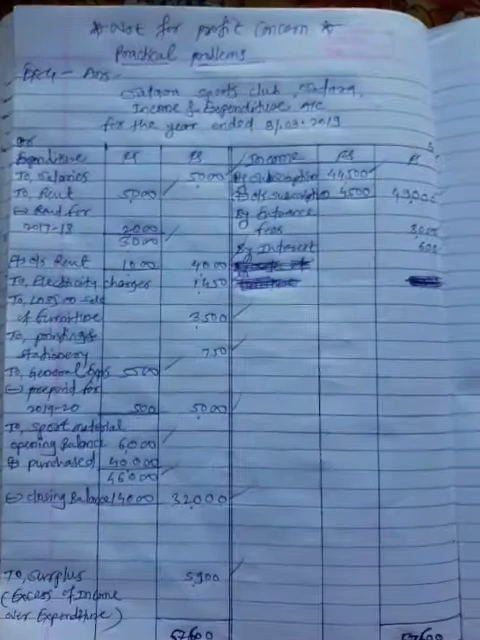 * Not for profit Concern *
Practical problems
Ans -
Satara sports club, Satara,
Income & Expenditure A/c
for the year ended 31.03.2019
Dr
Expenditure ₹ ₹ Income ₹ ₹
To, Salaries 5000 By Subscription 44,500
To, Rent 5000 ⊕ o/s subscription 4500 49,000
(-) Rent for By Entrance
2017-18 2000 fees
3000 By Interest 600
⊕ o/s Rent 1000 4000
To, Electricity charges 1450
To, Loss on sale
of furniture 3500
To, printing &
stationery 750
To, General Exps 5500
(-) prepaid for
2019-20 500 5000
To, sport material
opening Balance 6000
⊕ purchased 40,000
46000
(-) closing Balance 14000 32000
To, Surplus 5900
(Excess of Income
over Expenditure)
57600 57600